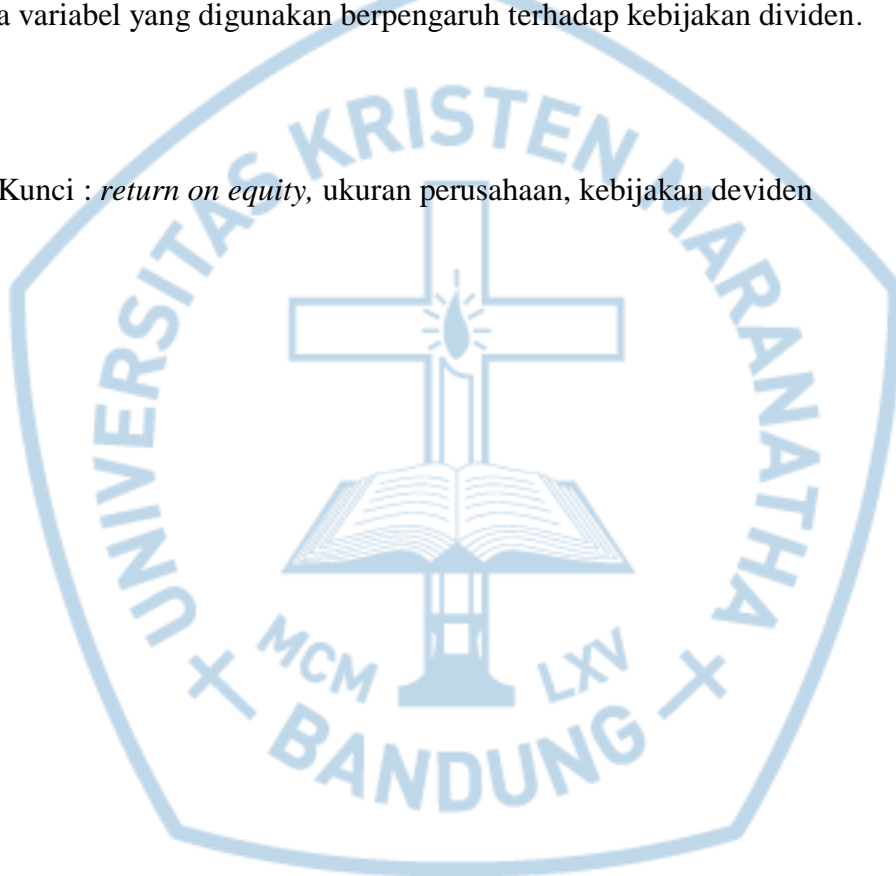 a variabel yang digunakan berpengaruh terhadap kebijakan dividen.
Kunci : return on equity, ukuran perusahaan, kebijakan deviden
UNIVERSITAS KRISTEN MARANATHA
MCM LXV
BANDUNG